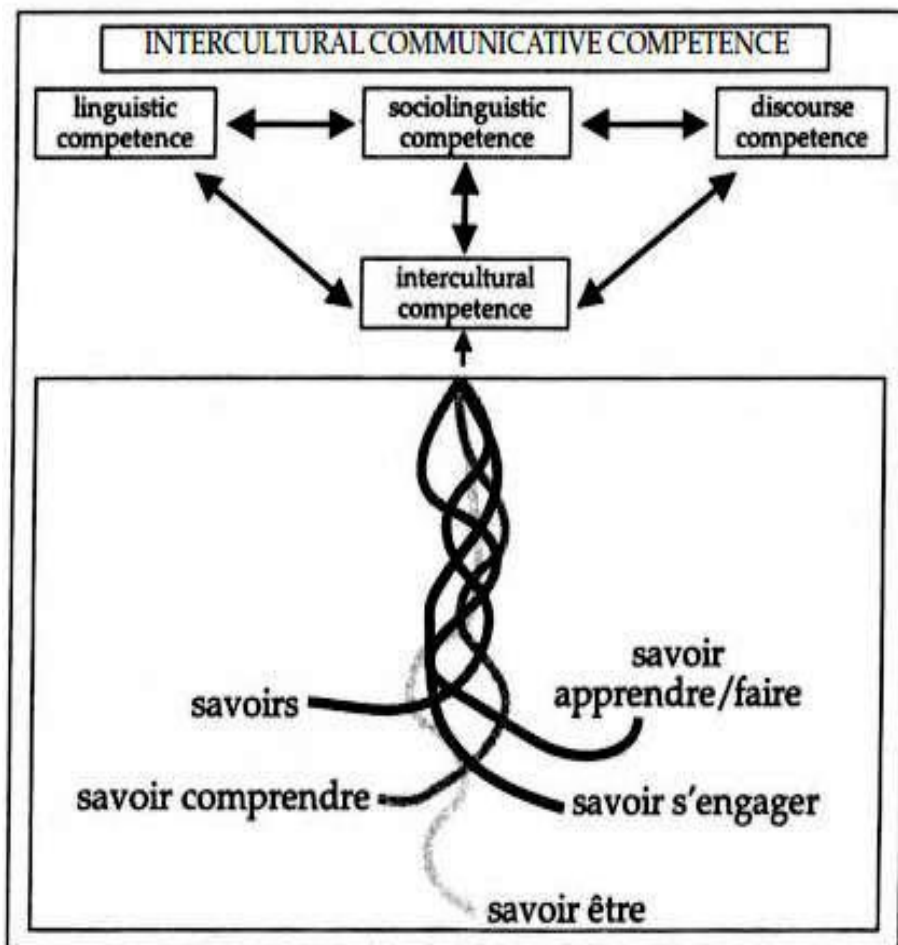 INTERCULTURAL COMMUNICATIVE COMPETENCE
linguistic
competence
sociolinguistic
competence
discourse
competence
intercultural
competence
savoir
apprendre/faire
savoirs
savoir comprendre
savoir s'engager
savoir être